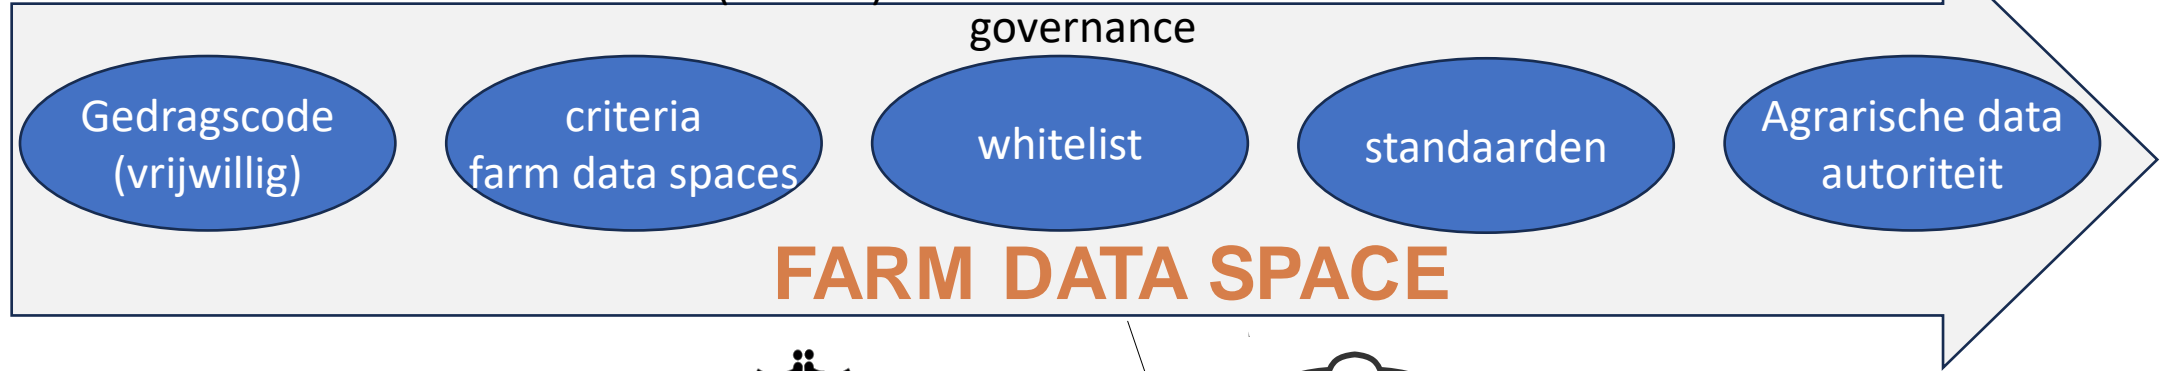 governance
Gedragscode
(vrijwillig)
criteria
farm data spaces
whitelist
standaarden
Agrarische data
autoriteit
FARM DATA SPACE